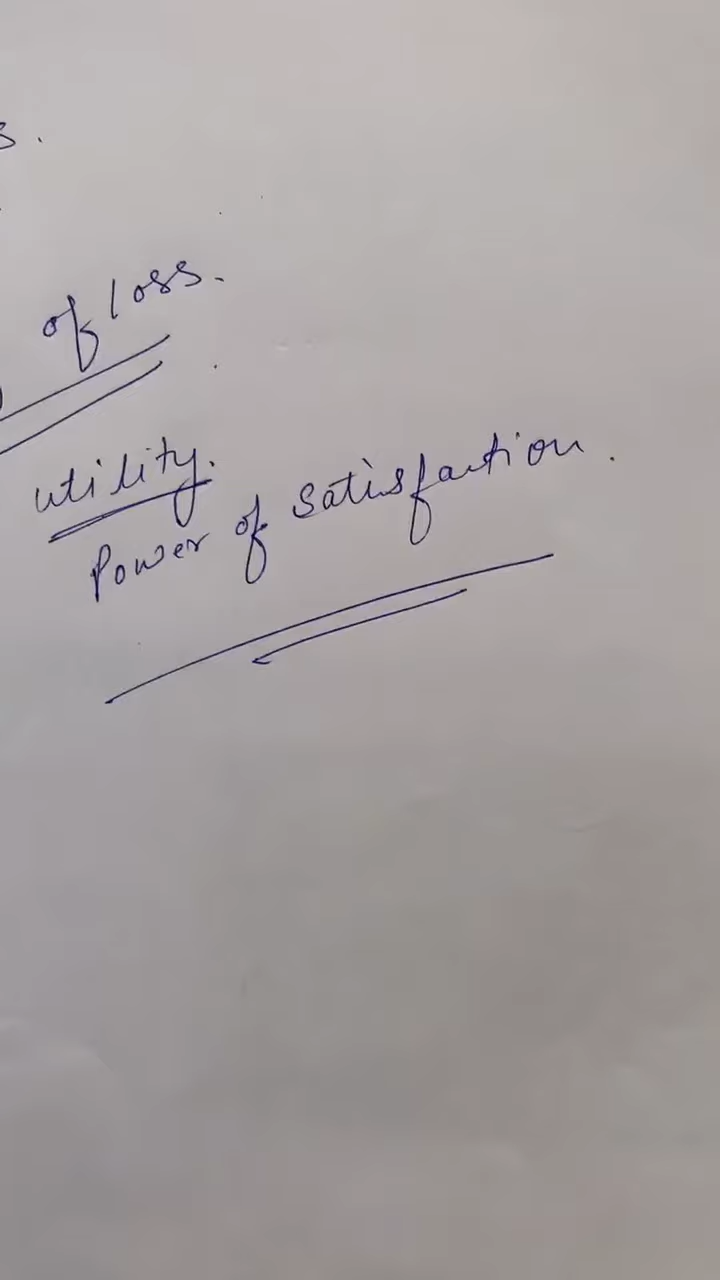 of loss.
utility.
Power of satisfaction.